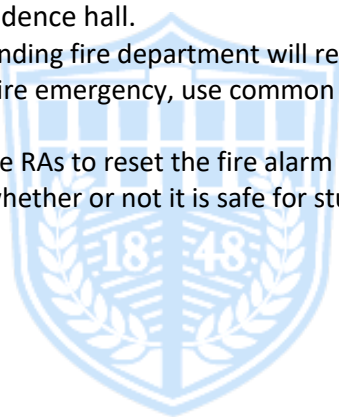 dence hall.
nding fire department will re
ire emergency, use common
e RAs to reset the fire alarm
whether or not it is safe for stu
18 48